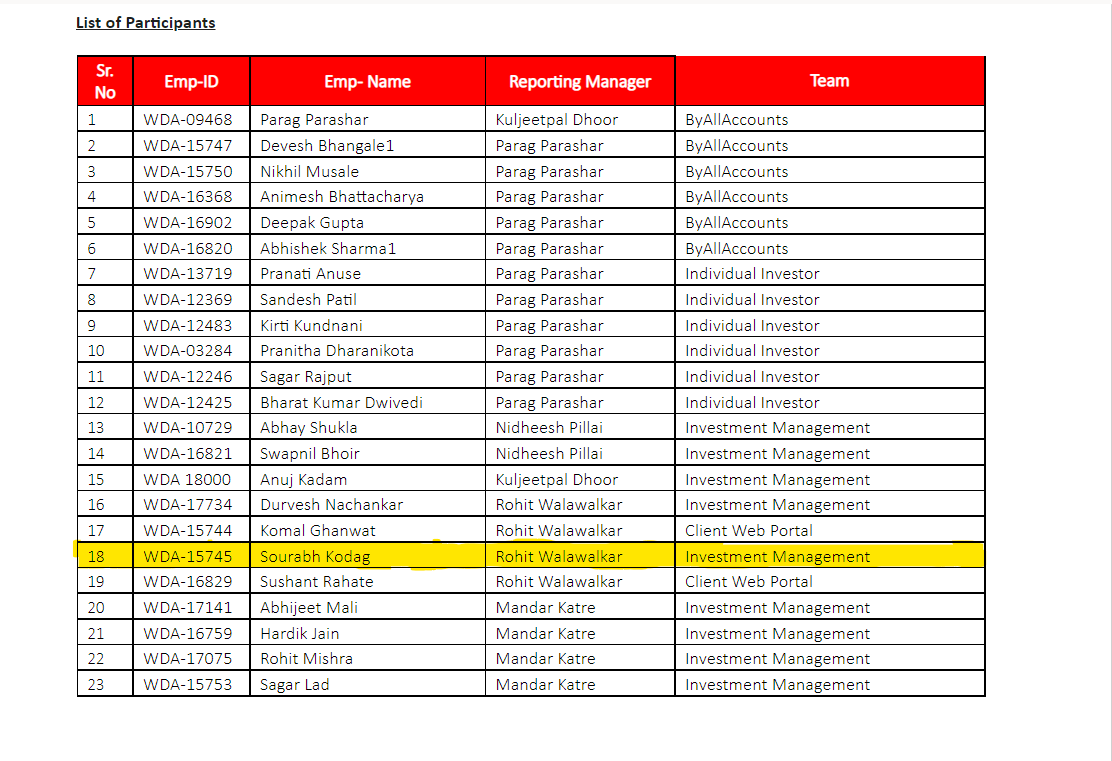 List of Participants
Sr. No Emp-ID Emp- Name Reporting Manager Team
1 WDA-09468 Parag Parashar Kuljeetpal Dhoor ByAllAccounts
2 WDA-15747 Devesh Bhangale1 Parag Parashar ByAllAccounts
3 WDA-15750 Nikhil Musale Parag Parashar ByAllAccounts
4 WDA-16368 Animesh Bhattacharya Parag Parashar ByAllAccounts
5 WDA-16902 Deepak Gupta Parag Parashar ByAllAccounts
6 WDA-16820 Abhishek Sharma1 Parag Parashar ByAllAccounts
7 WDA-13719 Pranati Anuse Parag Parashar Individual Investor
8 WDA-12369 Sandesh Patil Parag Parashar Individual Investor
9 WDA-12483 Kirti Kundnani Parag Parashar Individual Investor
10 WDA-03284 Pranitha Dharanikota Parag Parashar Individual Investor
11 WDA-12246 Sagar Rajput Parag Parashar Individual Investor
12 WDA-12425 Bharat Kumar Dwivedi Parag Parashar Individual Investor
13 WDA-10729 Abhay Shukla Nidheesh Pillai Investment Management
14 WDA-16821 Swapnil Bhoir Nidheesh Pillai Investment Management
15 WDA 18000 Anuj Kadam Kuljeetpal Dhoor Investment Management
16 WDA-17734 Durvesh Nachankar Rohit Walawalkar Investment Management
17 WDA-15744 Komal Ghanwat Rohit Walawalkar Client Web Portal
18 WDA-15745 Sourabh Kodag Rohit Walawalkar Investment Management
19 WDA-16829 Sushant Rahate Rohit Walawalkar Client Web Portal
20 WDA-17141 Abhijeet Mali Mandar Katre Investment Management
21 WDA-16759 Hardik Jain Mandar Katre Investment Management
22 WDA-17075 Rohit Mishra Mandar Katre Investment Management
23 WDA-15753 Sagar Lad Mandar Katre Investment Management